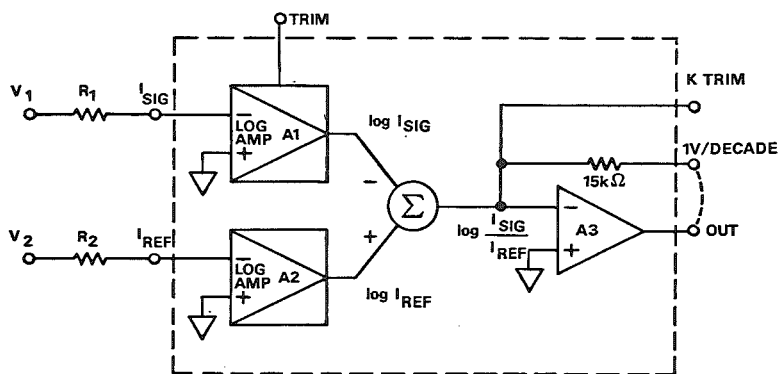 TRIM
K TRIM
V1
R1
ISIG
−
LOG
AMP
+
A1
log ISIG
1V/DECADE
15kΩ
−
Σ
+
V2
R2
IREF
−
LOG
AMP
+
A2
log IREF
log ISIG
IREF
−
+
A3
OUT